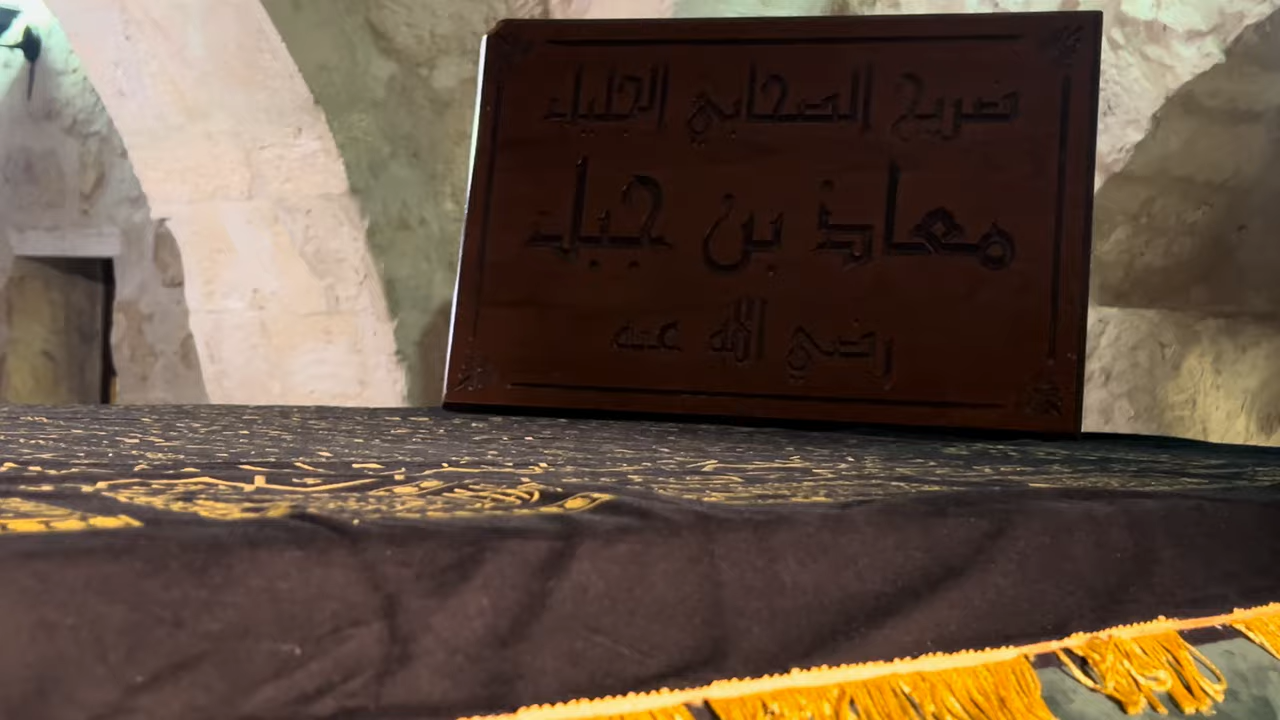 ضريح الصحابي الجليل
معاذ بن جبل
رضي الله عنه